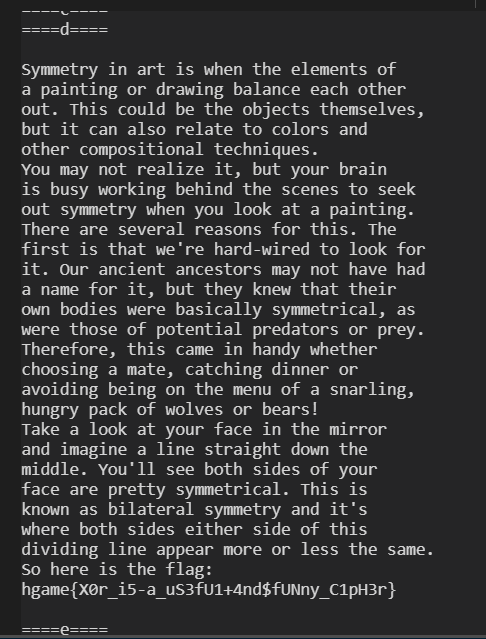 ====c====
====d====
Symmetry in art is when the elements of
a painting or drawing balance each other
out. This could be the objects themselves,
but it can also relate to colors and
other compositional techniques.
You may not realize it, but your brain
is busy working behind the scenes to seek
out symmetry when you look at a painting.
There are several reasons for this. The
first is that we're hard-wired to look for
it. Our ancient ancestors may not have had
a name for it, but they knew that their
own bodies were basically symmetrical, as
were those of potential predators or prey.
Therefore, this came in handy whether
choosing a mate, catching dinner or
avoiding being on the menu of a snarling,
hungry pack of wolves or bears!
Take a look at your face in the mirror
and imagine a line straight down the
middle. You'll see both sides of your
face are pretty symmetrical. This is
known as bilateral symmetry and it's
where both sides either side of this
dividing line appear more or less the same.
So here is the flag:
hgame{X0r_i5-a_uS3fU1+4nd$fUNny_C1pH3r}
====e====